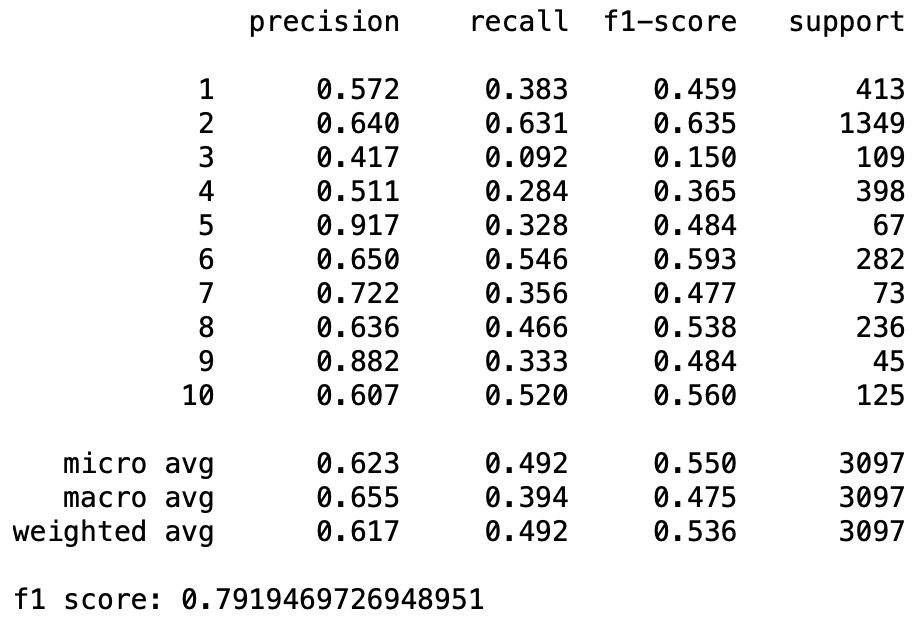 precision recall f1-score support
1 0.572 0.383 0.459 413
2 0.640 0.631 0.635 1349
3 0.417 0.092 0.150 109
4 0.511 0.284 0.365 398
5 0.917 0.328 0.484 67
6 0.650 0.546 0.593 282
7 0.722 0.356 0.477 73
8 0.636 0.466 0.538 236
9 0.882 0.333 0.484 45
10 0.607 0.520 0.560 125
micro avg 0.623 0.492 0.550 3097
macro avg 0.655 0.394 0.475 3097
weighted avg 0.617 0.492 0.536 3097
f1 score: 0.7919469726948951